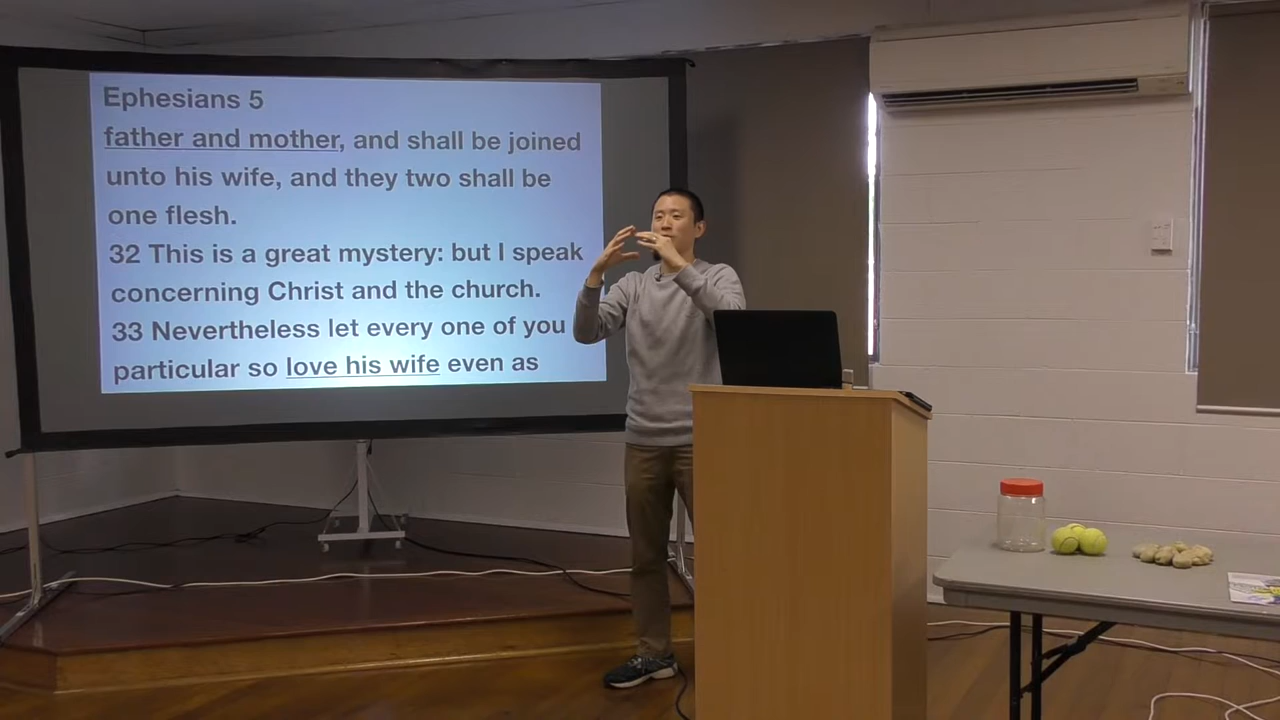 Ephesians 5
father and mother, and shall be joined
unto his wife, and they two shall be
one flesh.
32 This is a great mystery: but I speak
concerning Christ and the church.
33 Nevertheless let every one of you
particular so love his wife even as